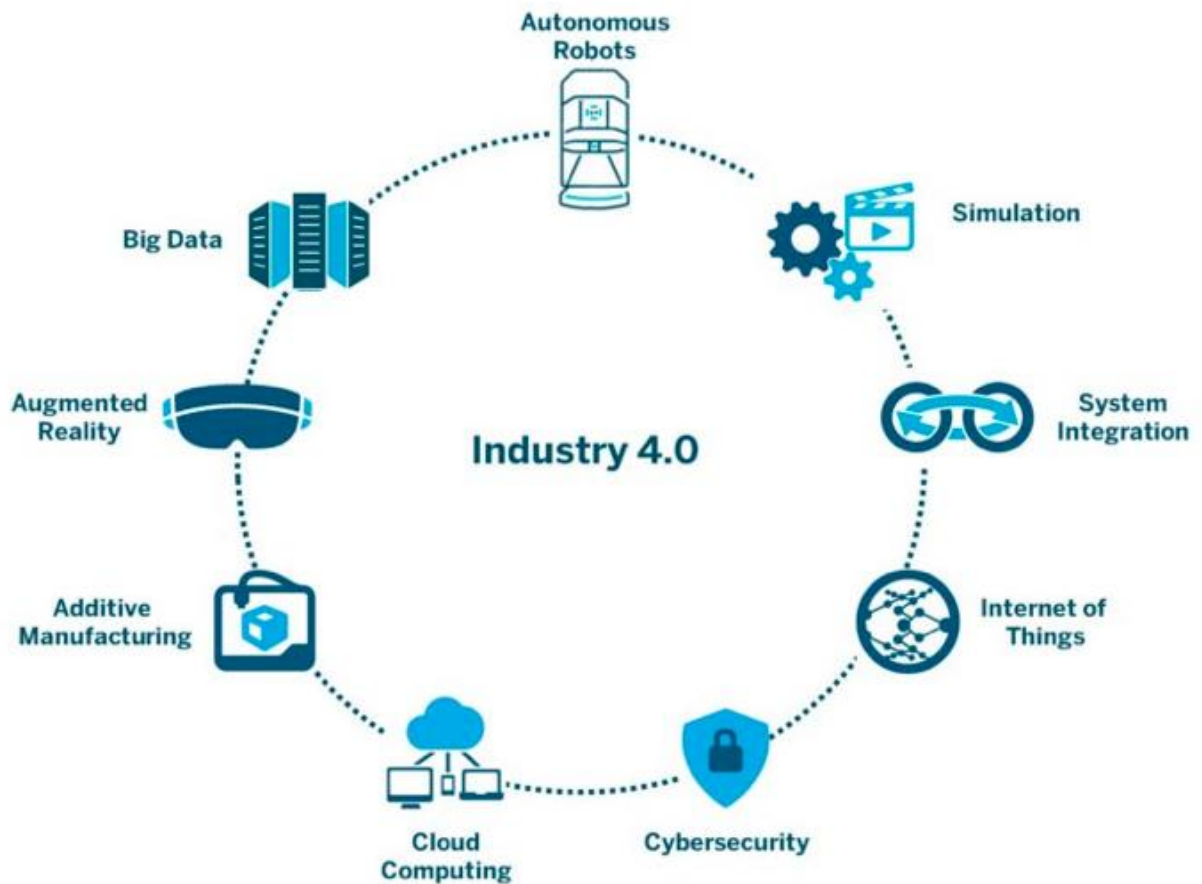 Autonomous
Robots
Simulation
Big Data
System
Integration
Augmented
Reality
Industry 4.0
Internet of
Things
Additive
Manufacturing
Cybersecurity
Cloud
Computing